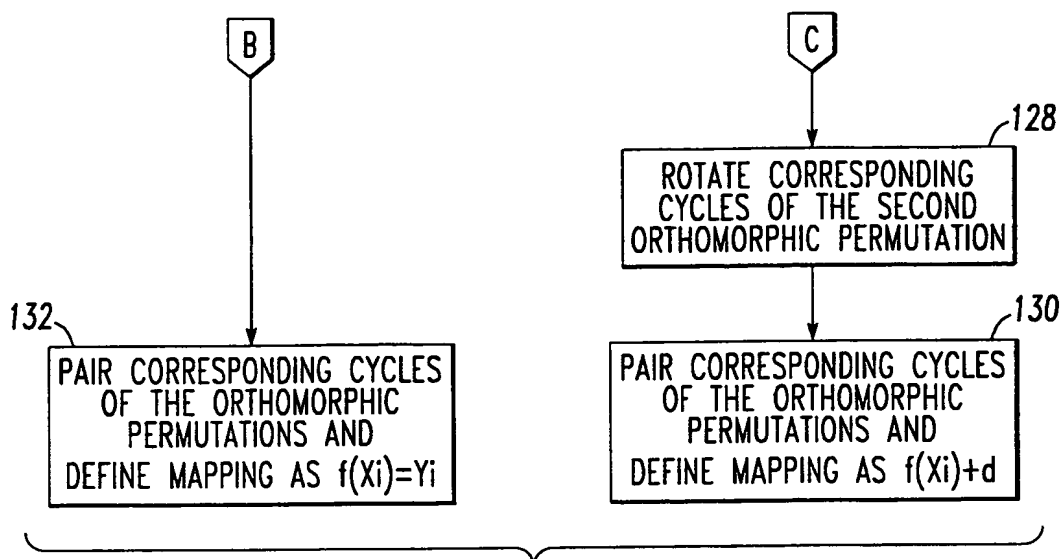 B
C
128
ROTATE CORRESPONDING
CYCLES OF THE SECOND
ORTHOMORPHIC PERMUTATION
132
PAIR CORRESPONDING CYCLES
OF THE ORTHOMORPHIC
PERMUTATIONS AND
DEFINE MAPPING AS f(Xi)=Yi
130
PAIR CORRESPONDING CYCLES
OF THE ORTHOMORPHIC
PERMUTATIONS AND
DEFINE MAPPING AS f(Xi)+d